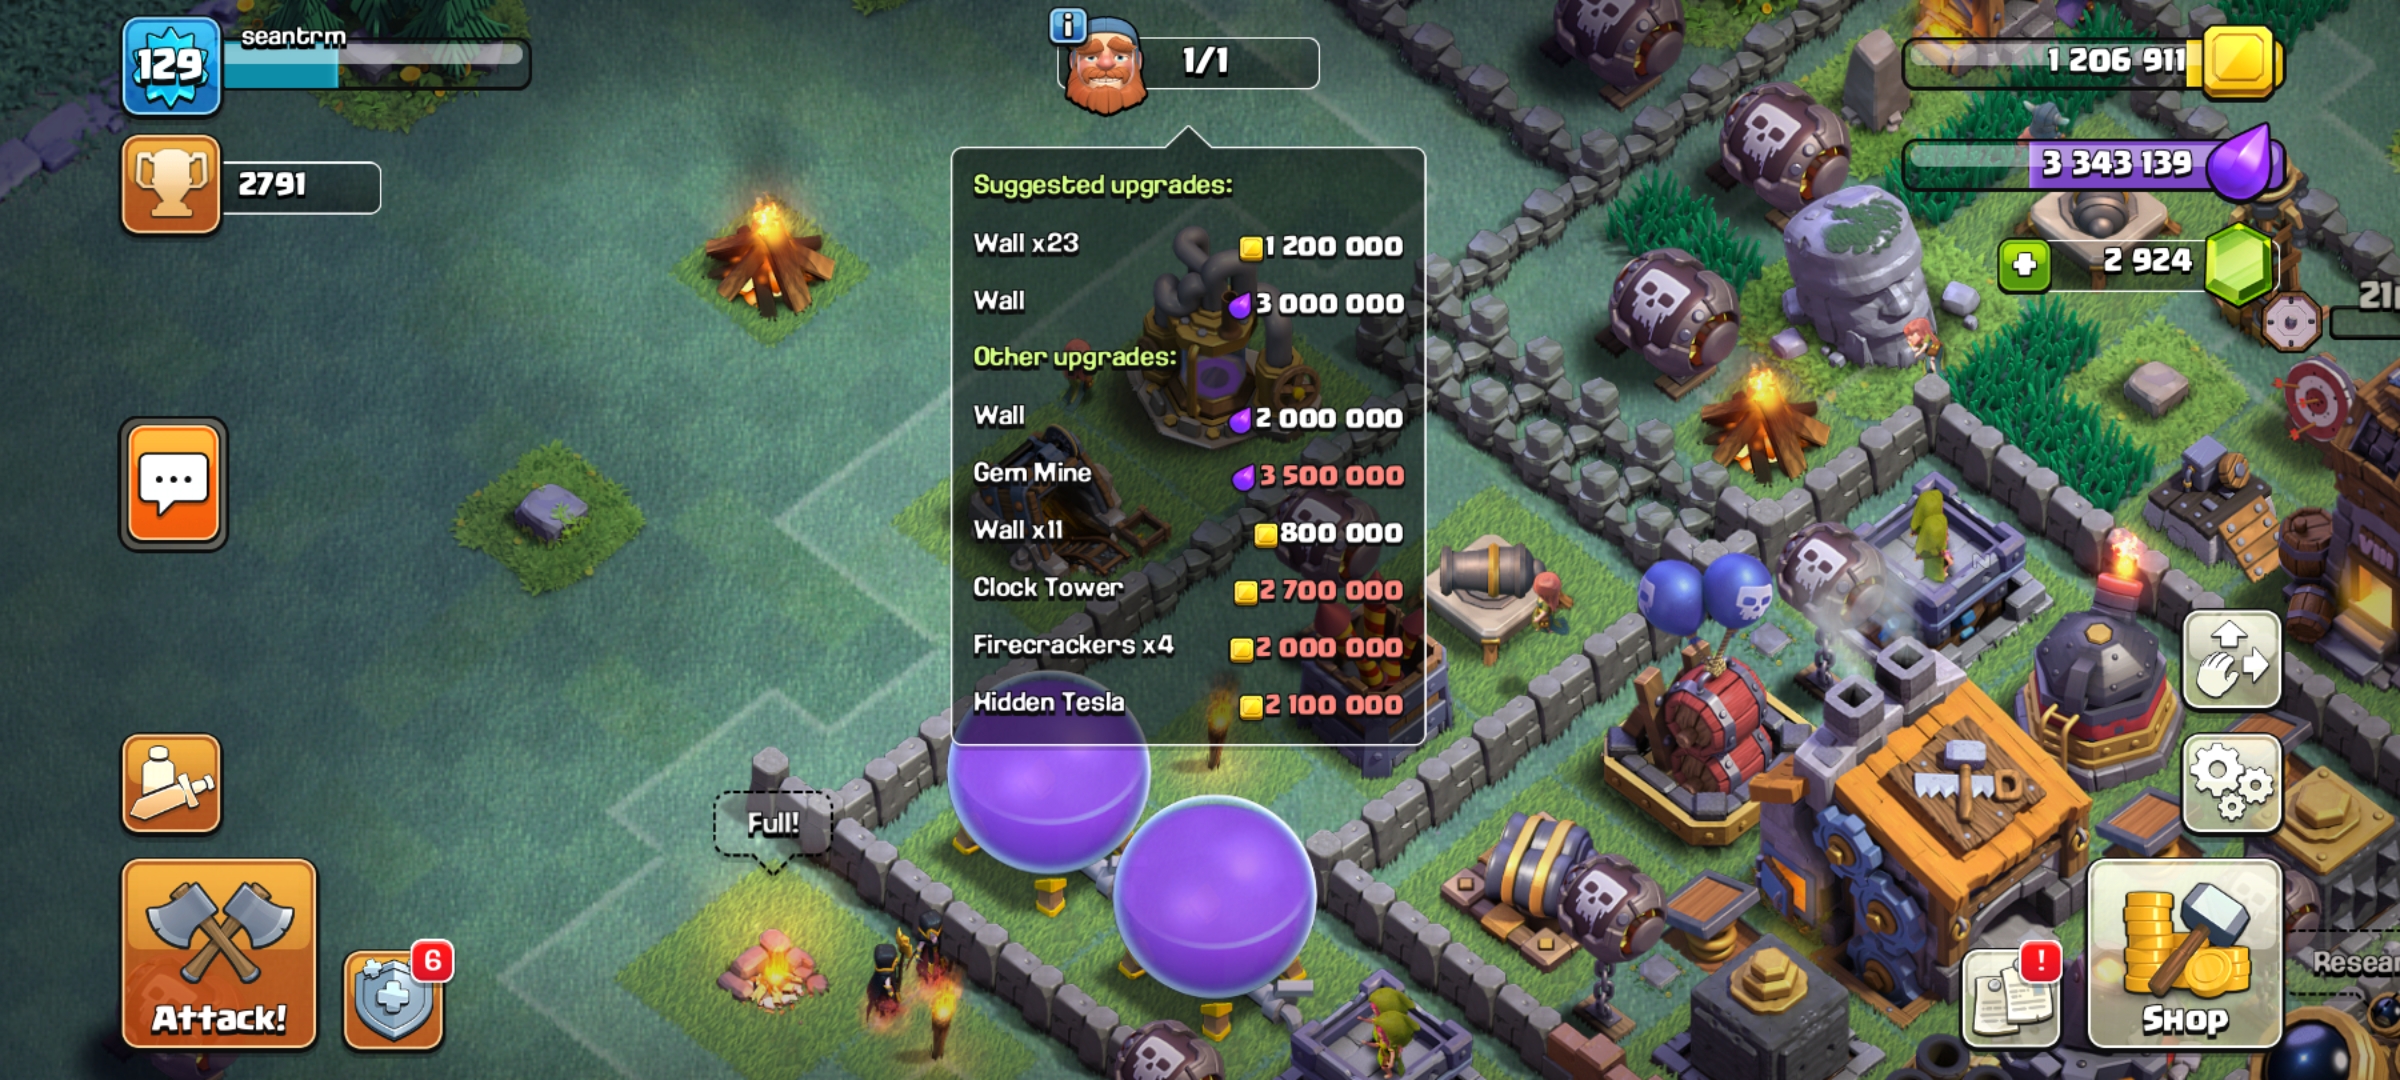 129
seantrm
1/1
1 206 911
2791
3 343 139
2 924
21
Suggested upgrades:
Wall x23 1 200 000
Wall 3 000 000
Other upgrades:
Wall 2 000 000
Gem Mine 3 500 000
Wall x11 800 000
Clock Tower 2 700 000
Firecrackers x4 2 000 000
Hidden Tesla 2 100 000
Full!
VIII
6
!
Resear
Attack!
Shop